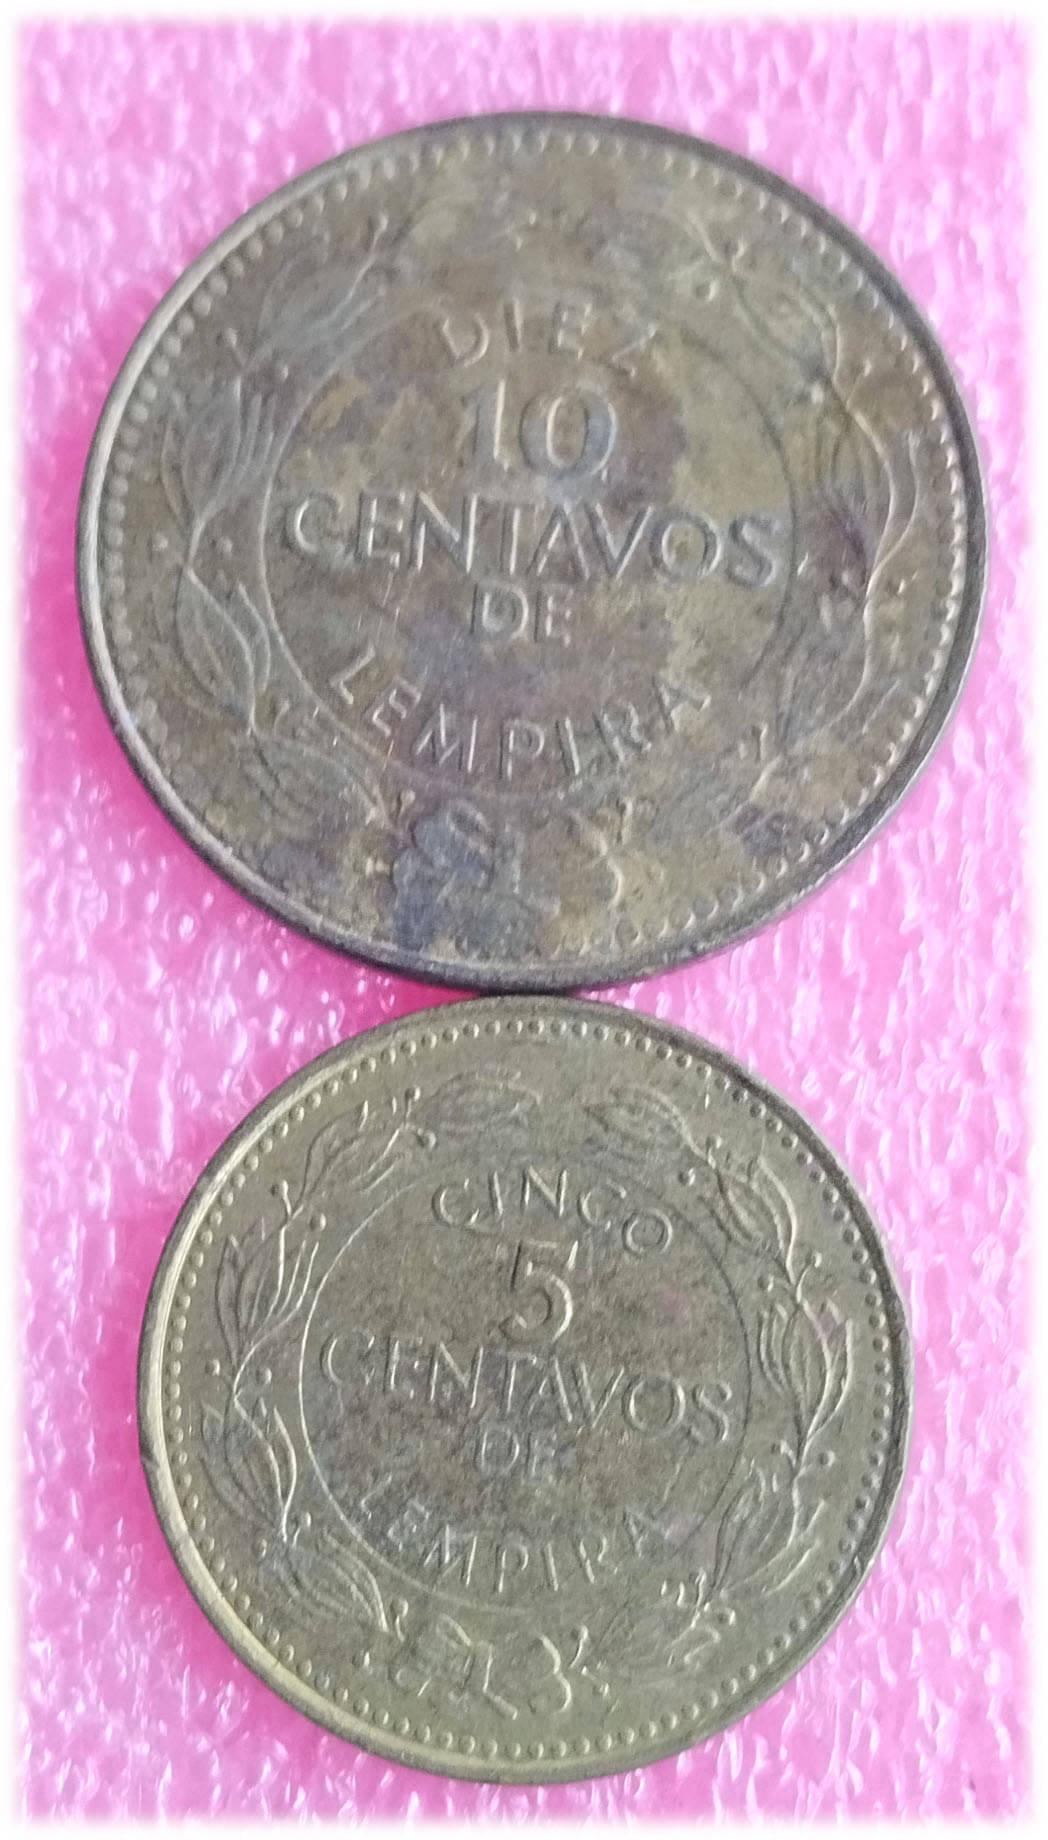 DIEZ
10
CENTAVOS
DE
LEMPIRA
CINCO
5
CENTAVOS
DE
LEMPIRA